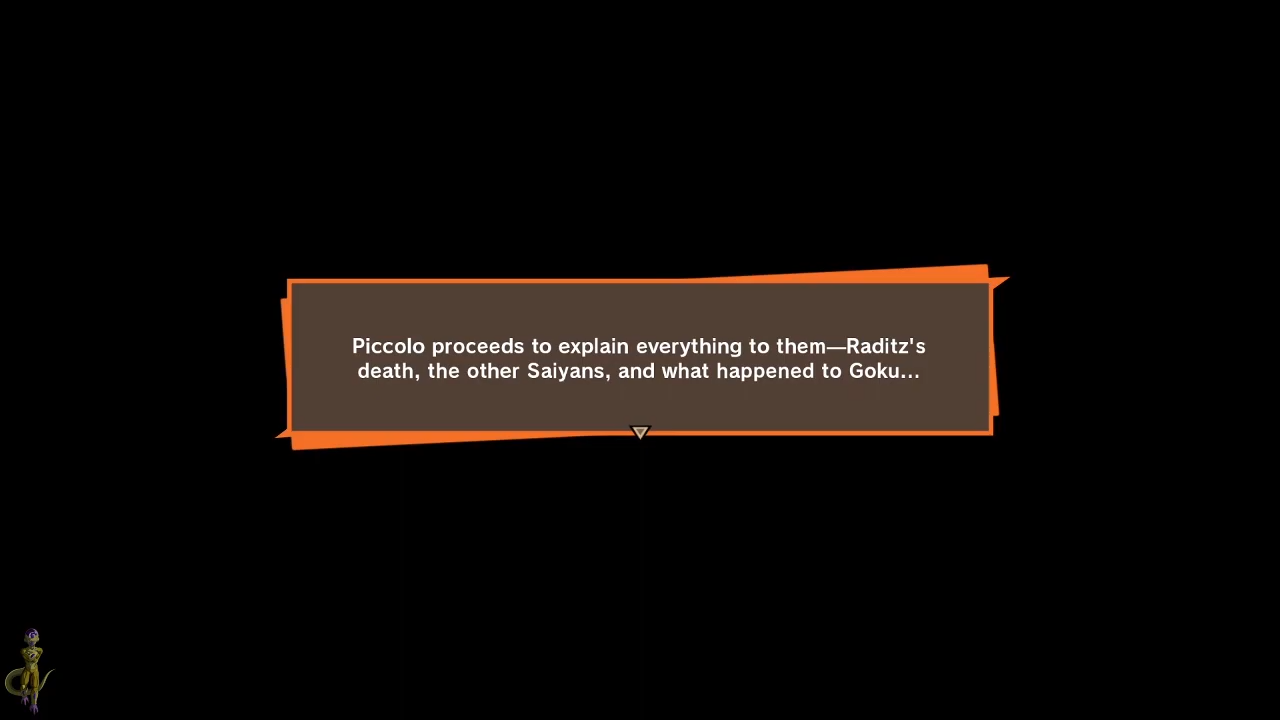 Piccolo proceeds to explain everything to them—Raditz's
death, the other Saiyans, and what happened to Goku...